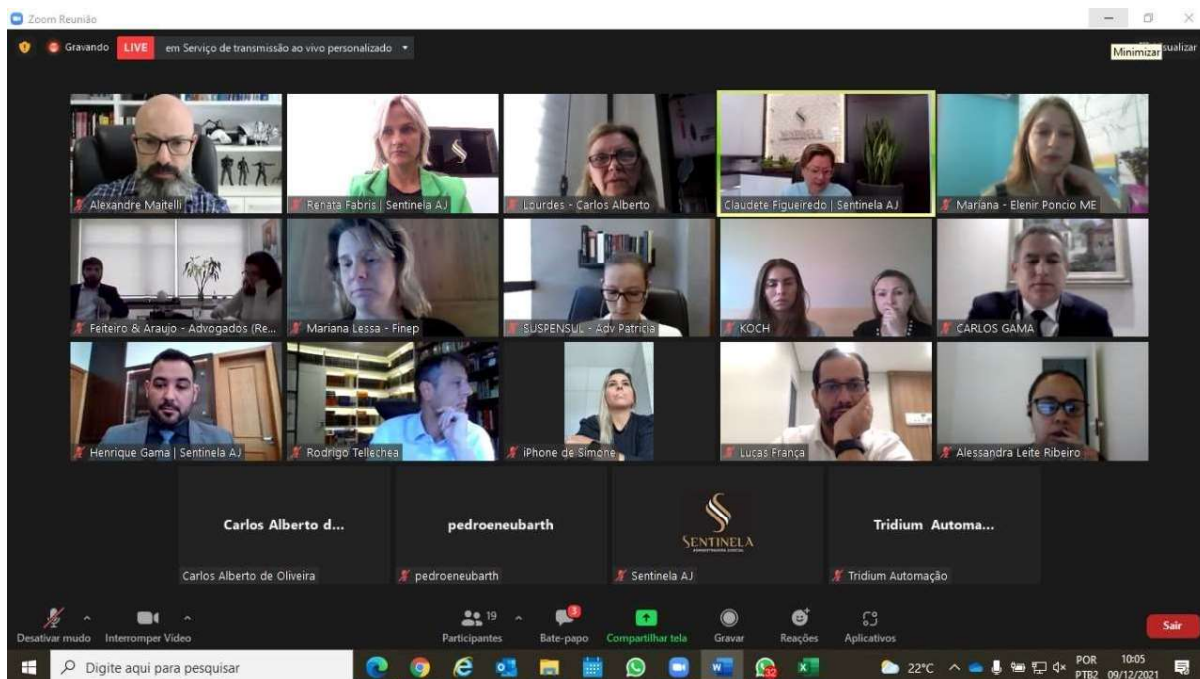 Zoom Reunião
Gravando LIVE em Serviço de transmissão ao vivo personalizado
Minimizar sualizar
SENTINELA
Alexandre Maitelli
Renata Fabris | Sentinela AJ
Lourdes - Carlos Alberto
Claudete Figueiredo | Sentinela AJ
Mariana - Elenir Poncio ME
Feiteiro & Araujo - Advogados (Re...
Mariana Lessa - Finep
SUSPENSUL - Adv Patricia
KOCH
CARLOS GAMA
Henrique Gama | Sentinela AJ
Rodrigo Tellechea
iPhone de Simone
Lucas França
Alessandra Leite Ribeiro
Carlos Alberto d...
Carlos Alberto de Oliveira
pedroeneubarth
pedroeneubarth
SENTINELA
ADMINISTRADORA JUDICIAL
Sentinela AJ
Tridium Automa...
Tridium Automação
19
3
Desativar mudo
Interromper Vídeo
Participantes
Bate-papo
Compartilhar tela
Gravar
Reações
Aplicativos
Sair
Digite aqui para pesquisar
32
22°C
POR
PTB2
10:05
09/12/2021